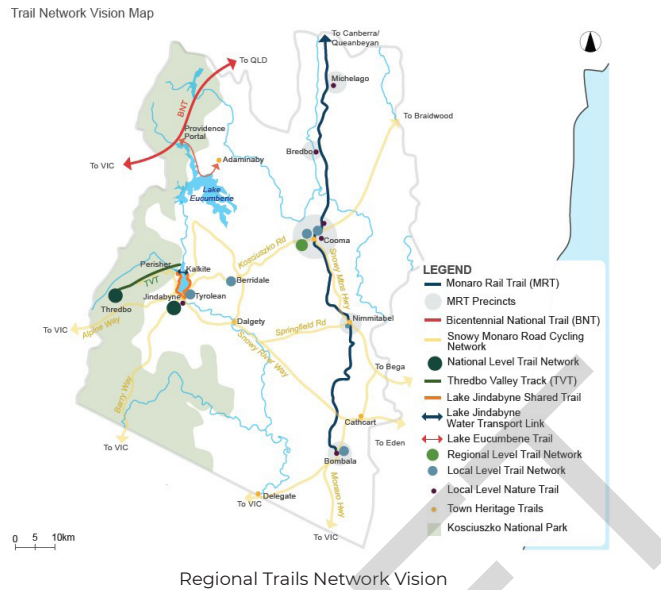 Trail Network Vision Map
To Canberra/
Queanbeyan
To QLD
Michelago
BNT
To Braidwood
Providence
Portal
Bredbo
To VIC
Adaminaby
Lake
Eucumbene
Kosciuszko Rd
Cooma
Perisher
Kalkite
TVT
Berridale
Snowy Mtns Hwy
Jindabyne
Tyrolean
Thredbo
Nimmitabel
To VIC
Alpine Way
Dalgety
Springfield Rd
Snowy River Way
To Bega
Barry Way
Cathcart
To Eden
To VIC
Bombala
Monaro Hwy
Delegate
To VIC
To VIC
LEGEND
Monaro Rail Trail (MRT)
MRT Precincts
Bicentennial National Trail (BNT)
Snowy Monaro Road Cycling
Network
National Level Trail Network
Thredbo Valley Track (TVT)
Lake Jindabyne Shared Trail
Lake Jindabyne
Water Transport Link
Lake Eucumbene Trail
Regional Level Trail Network
Local Level Trail Network
Local Level Nature Trail
Town Heritage Trails
Kosciuszko National Park
0 5 10km
Regional Trails Network Vision